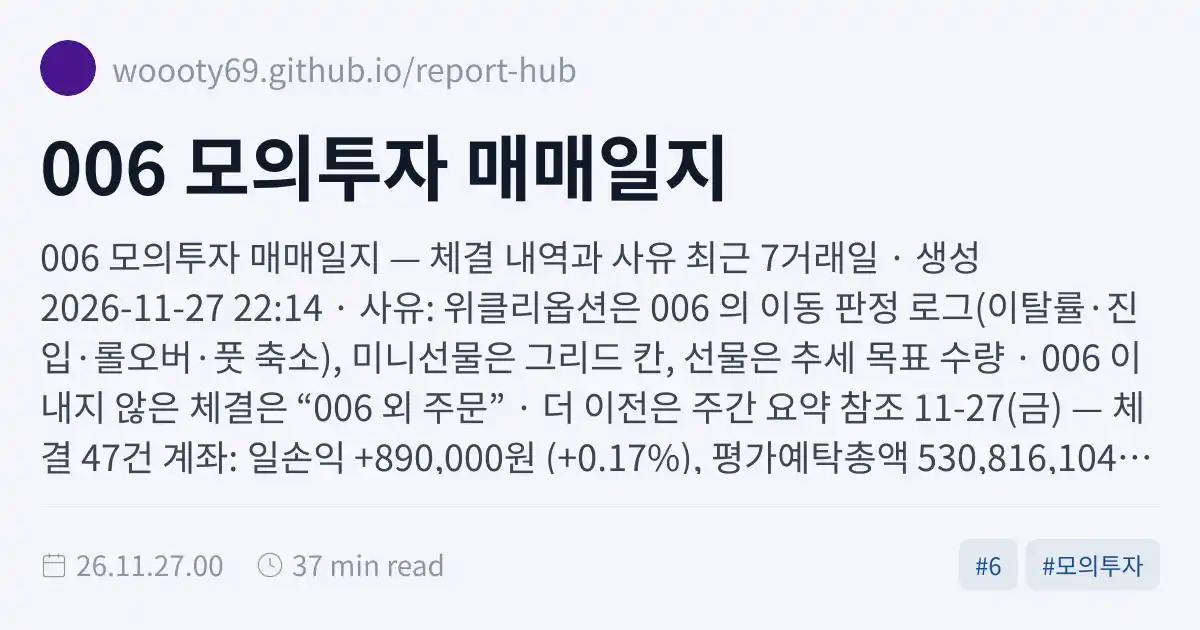 woooty69.github.io/report-hub
006 모의투자 매매일지
006 모의투자 매매일지 — 체결 내역과 사유 최근 7거래일 · 생성
2026-11-27 22:14 · 사유: 위클리옵션은 006 의 이동 판정 로그(이탈률·진
입·롤오버·풋 축소), 미니선물은 그리드 칸, 선물은 추세 목표 수량 · 006 이
내지 않은 체결은 “006 외 주문” · 더 이전은 주간 요약 참조 11-27(금) — 체
결 47건 계좌: 일손익 +890,000원 (+0.17%), 평가예탁총액 530,816,104…
26.11.27.00
37 min read
#6
#모의투자